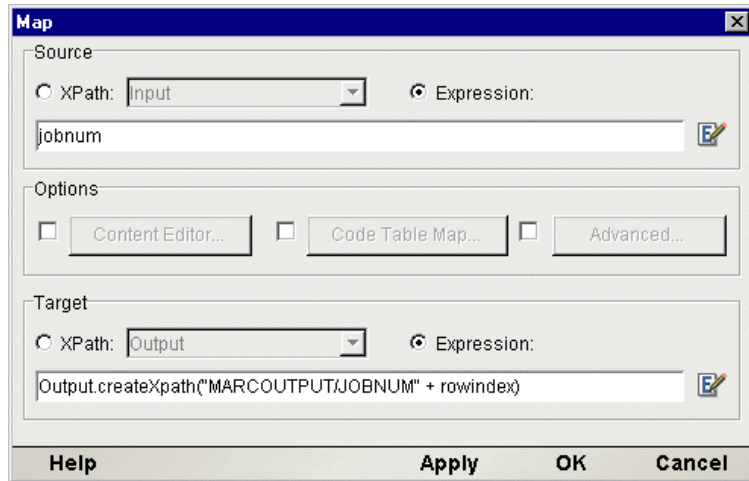 Map
Source
XPath: Input Expression:
jobnum
Options
Content Editor... Code Table Map... Advanced...
Target
XPath: Output Expression:
Output.createXpath("MARCOUTPUT/JOBNUM" + rowindex)
Help Apply OK Cancel